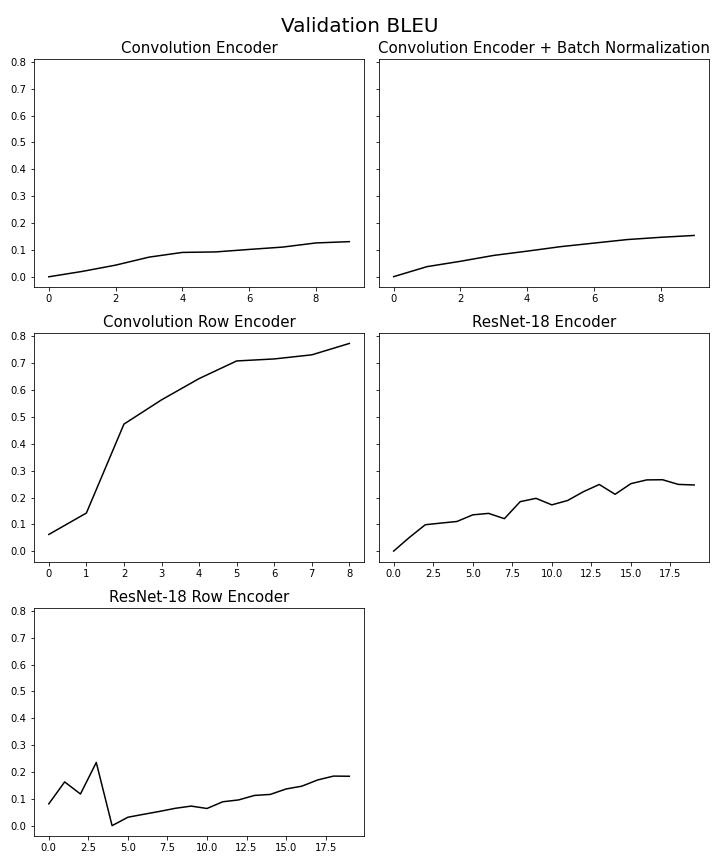 Validation BLEU
Convolution Encoder
0.8
0.7
0.6
0.5
0.4
0.3
0.2
0.1
0.0
0 2 4 6 8
Convolution Encoder + Batch Normalization
0 2 4 6 8
Convolution Row Encoder
0.8
0.7
0.6
0.5
0.4
0.3
0.2
0.1
0.0
0 1 2 3 4 5 6 7 8
ResNet-18 Encoder
0.0 2.5 5.0 7.5 10.0 12.5 15.0 17.5
ResNet-18 Row Encoder
0.8
0.7
0.6
0.5
0.4
0.3
0.2
0.1
0.0
0.0 2.5 5.0 7.5 10.0 12.5 15.0 17.5